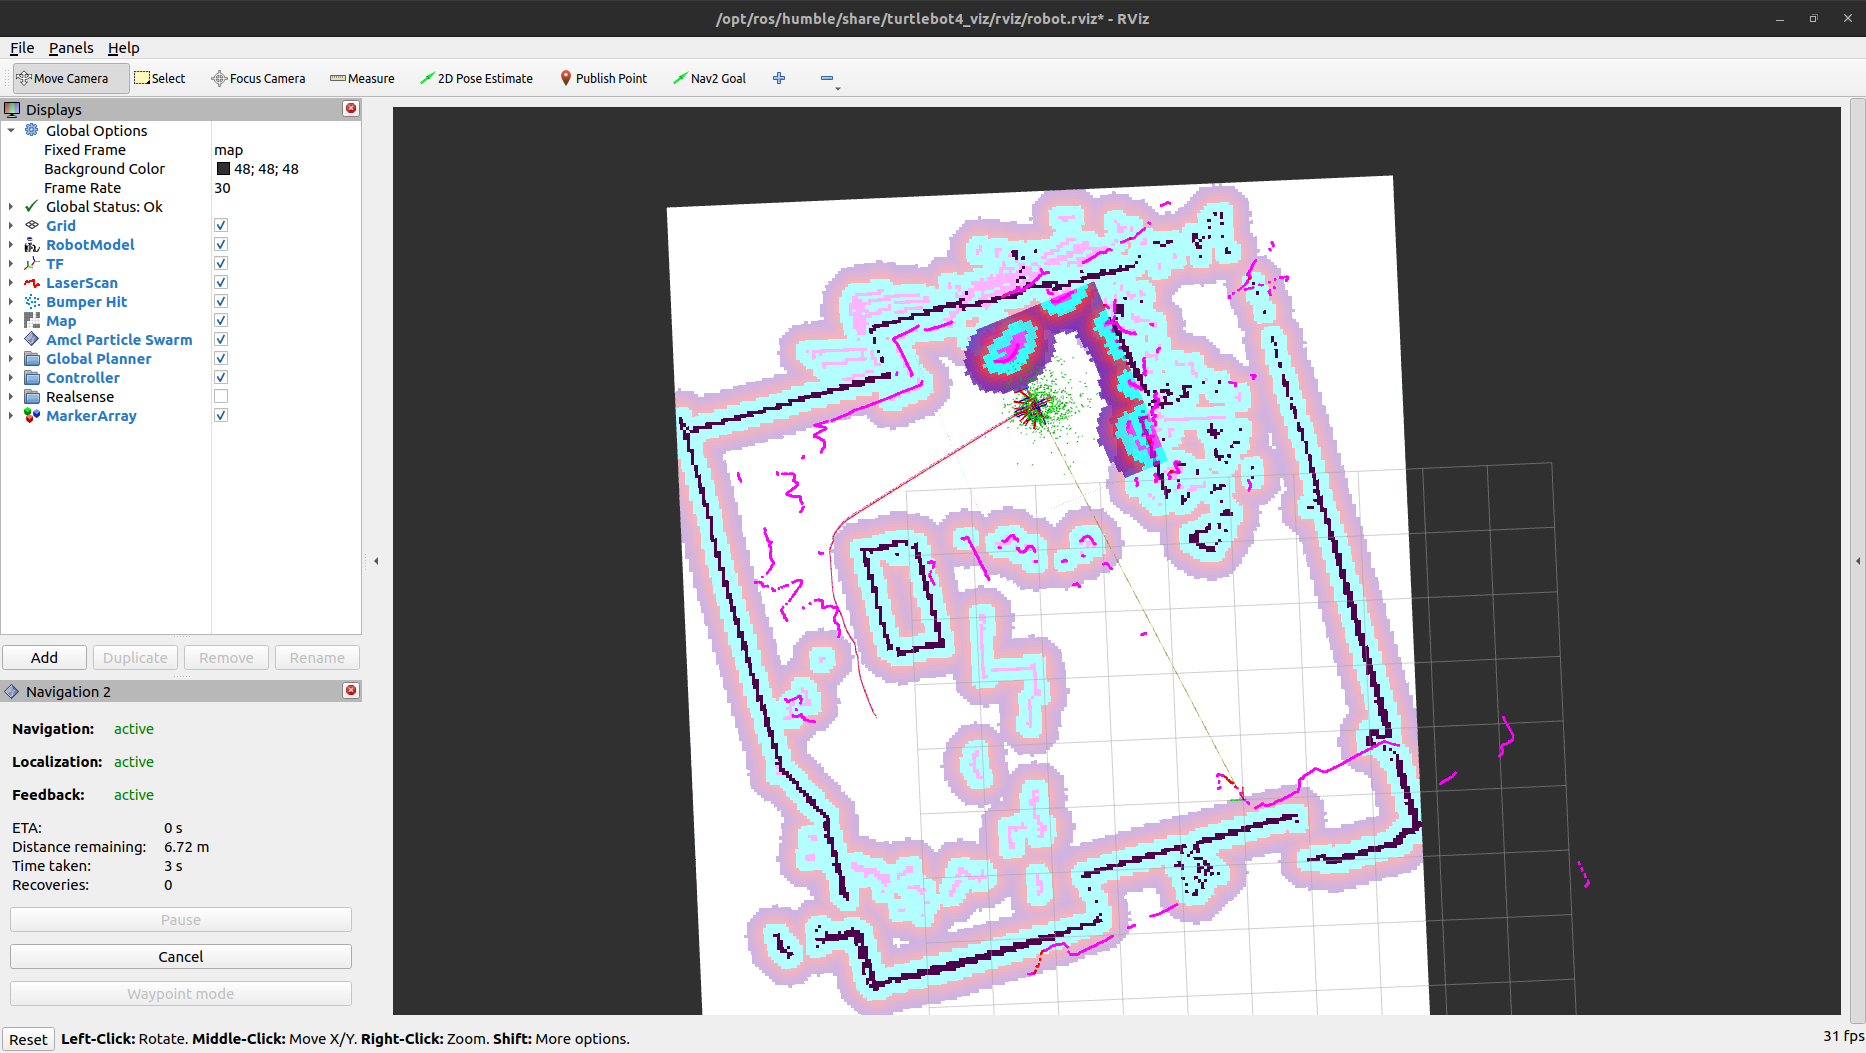 /opt/ros/humble/share/turtlebot4_viz/rviz/robot.rviz* - RViz
File Panels Help
Move Camera Select Focus Camera Measure 2D Pose Estimate Publish Point Nav2 Goal
Displays
Global Options
Fixed Frame map
Background Color 48; 48; 48
Frame Rate 30
Global Status: Ok
Grid
RobotModel
TF
LaserScan
Bumper Hit
Map
Amcl Particle Swarm
Global Planner
Controller
Realsense
MarkerArray
Add Duplicate Remove Rename
Navigation 2
Navigation: active
Localization: active
Feedback: active
ETA: 0 s
Distance remaining: 6.72 m
Time taken: 3 s
Recoveries: 0
Pause
Cancel
Waypoint mode
Reset Left-Click: Rotate. Middle-Click: Move X/Y. Right-Click: Zoom. Shift: More options. 31 fps